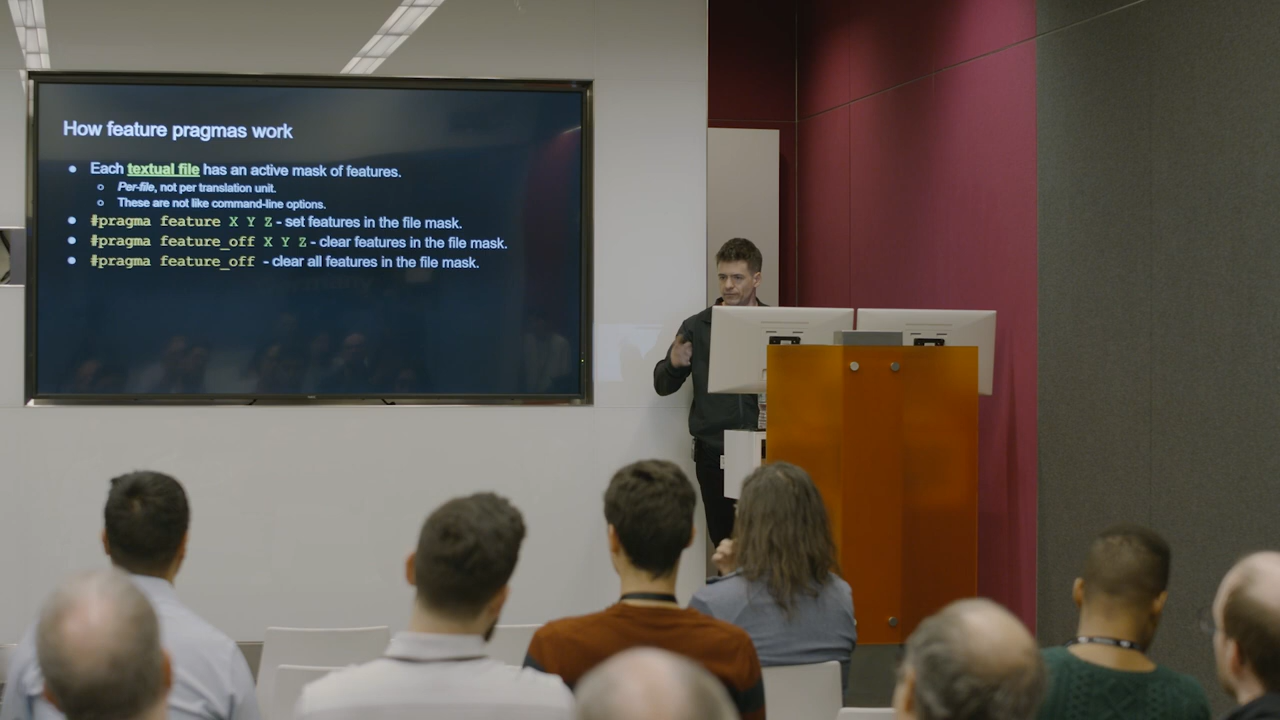 How feature pragmas work
● Each textual file has an active mask of features.
○ Per-file, not per translation unit.
○ These are not like command-line options.
● #pragma feature X Y Z - set features in the file mask.
● #pragma feature_off X Y Z - clear features in the file mask.
● #pragma feature_off - clear all features in the file mask.